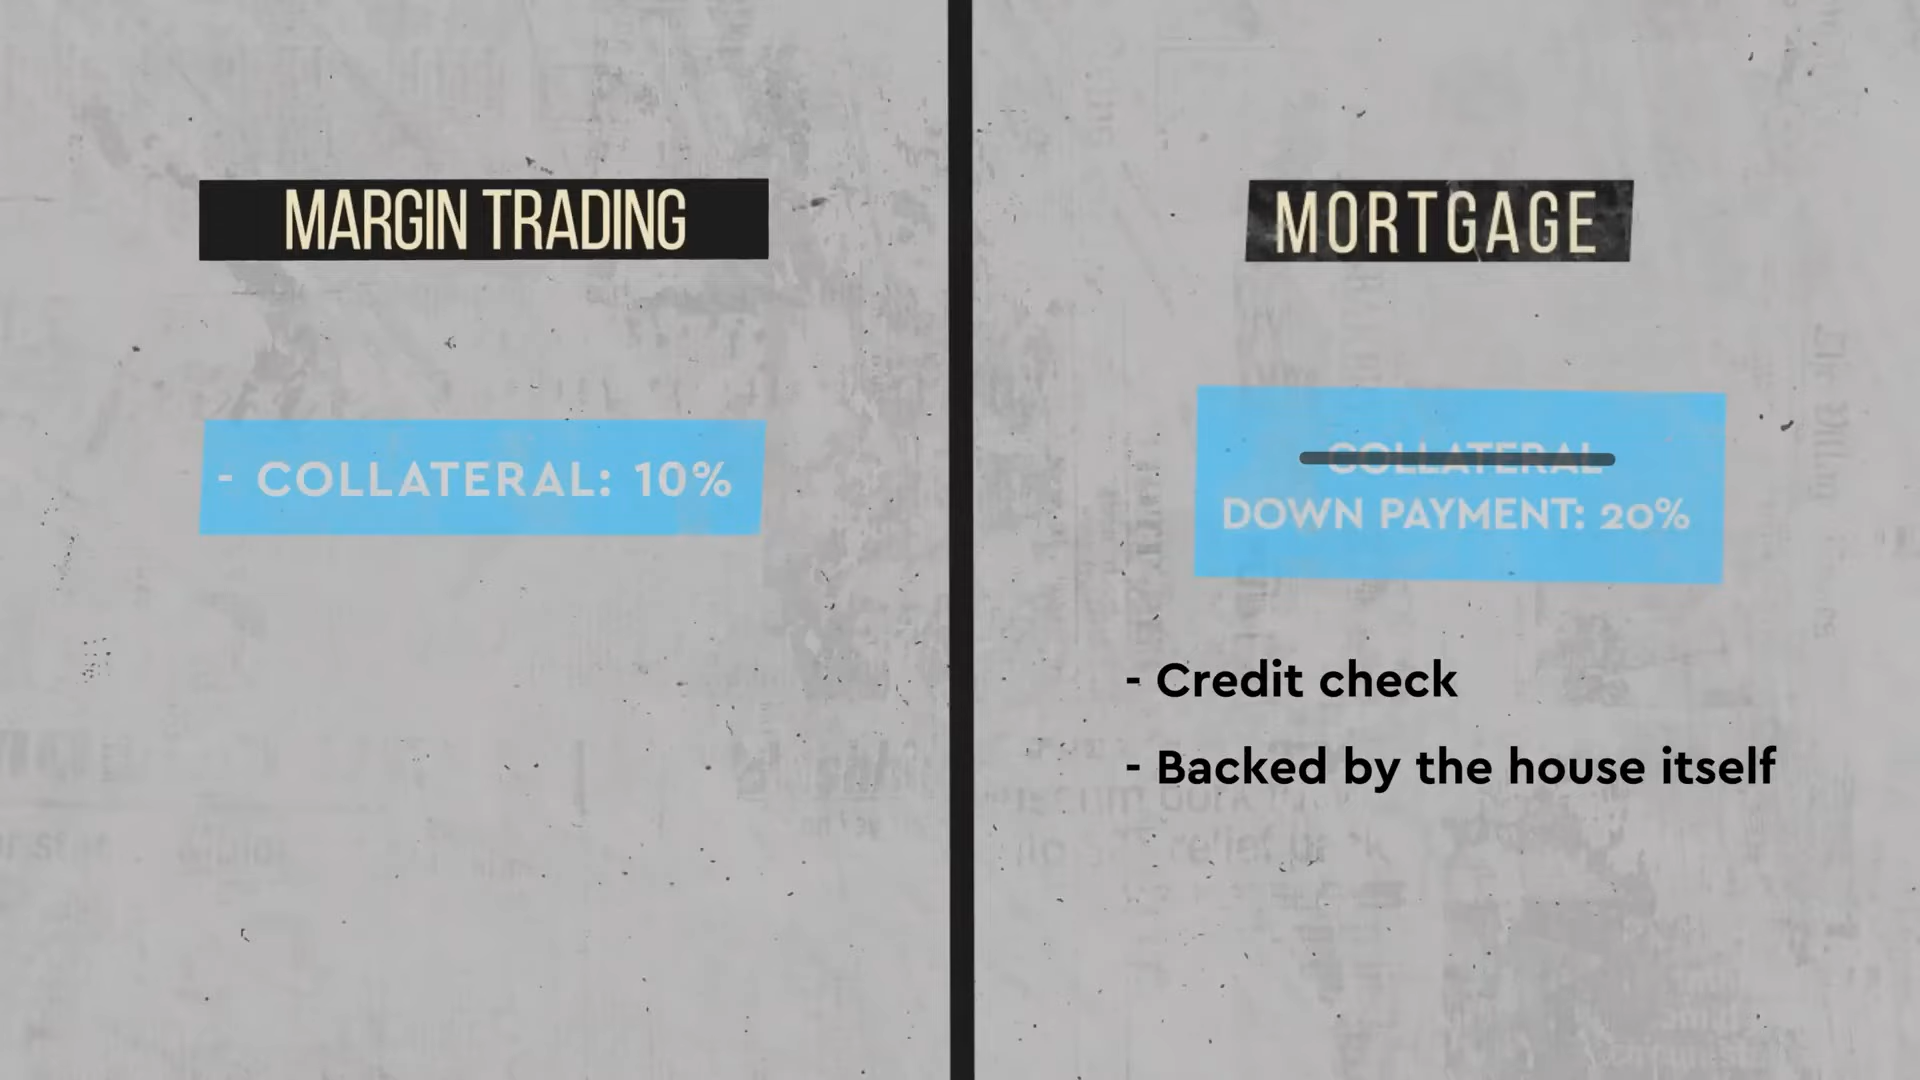 MARGIN TRADING
- COLLATERAL: 10%
MORTGAGE
COLLATERAL
DOWN PAYMENT: 20%
- Credit check
- Backed by the house itself